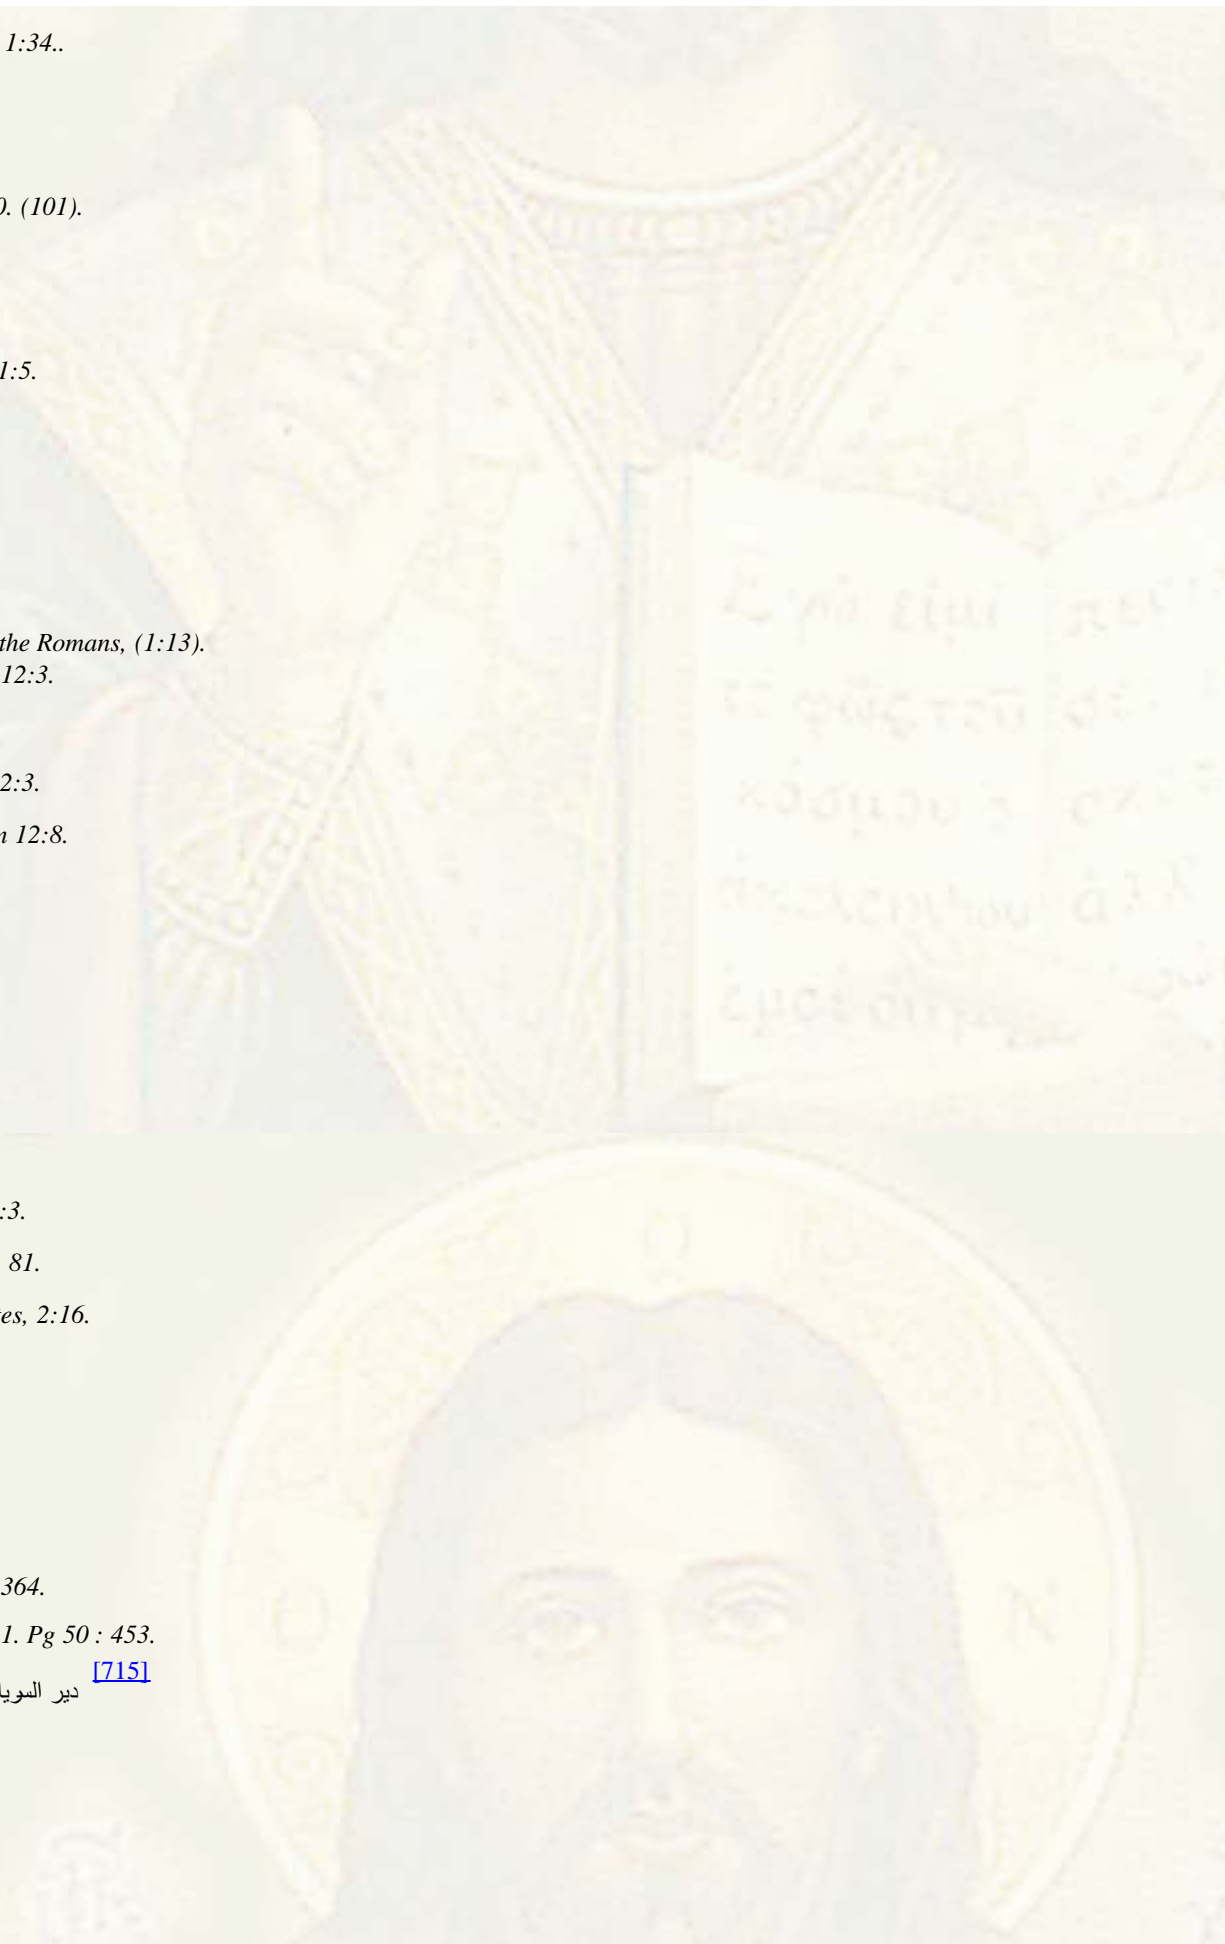 1:34..
0. (101).
1:5.
the Romans, (1:13).
12:3.
2:3.
n 12:8.
:3.
81.
es, 2:16.
364.
1. Pg 50 : 453.
[715]
دير